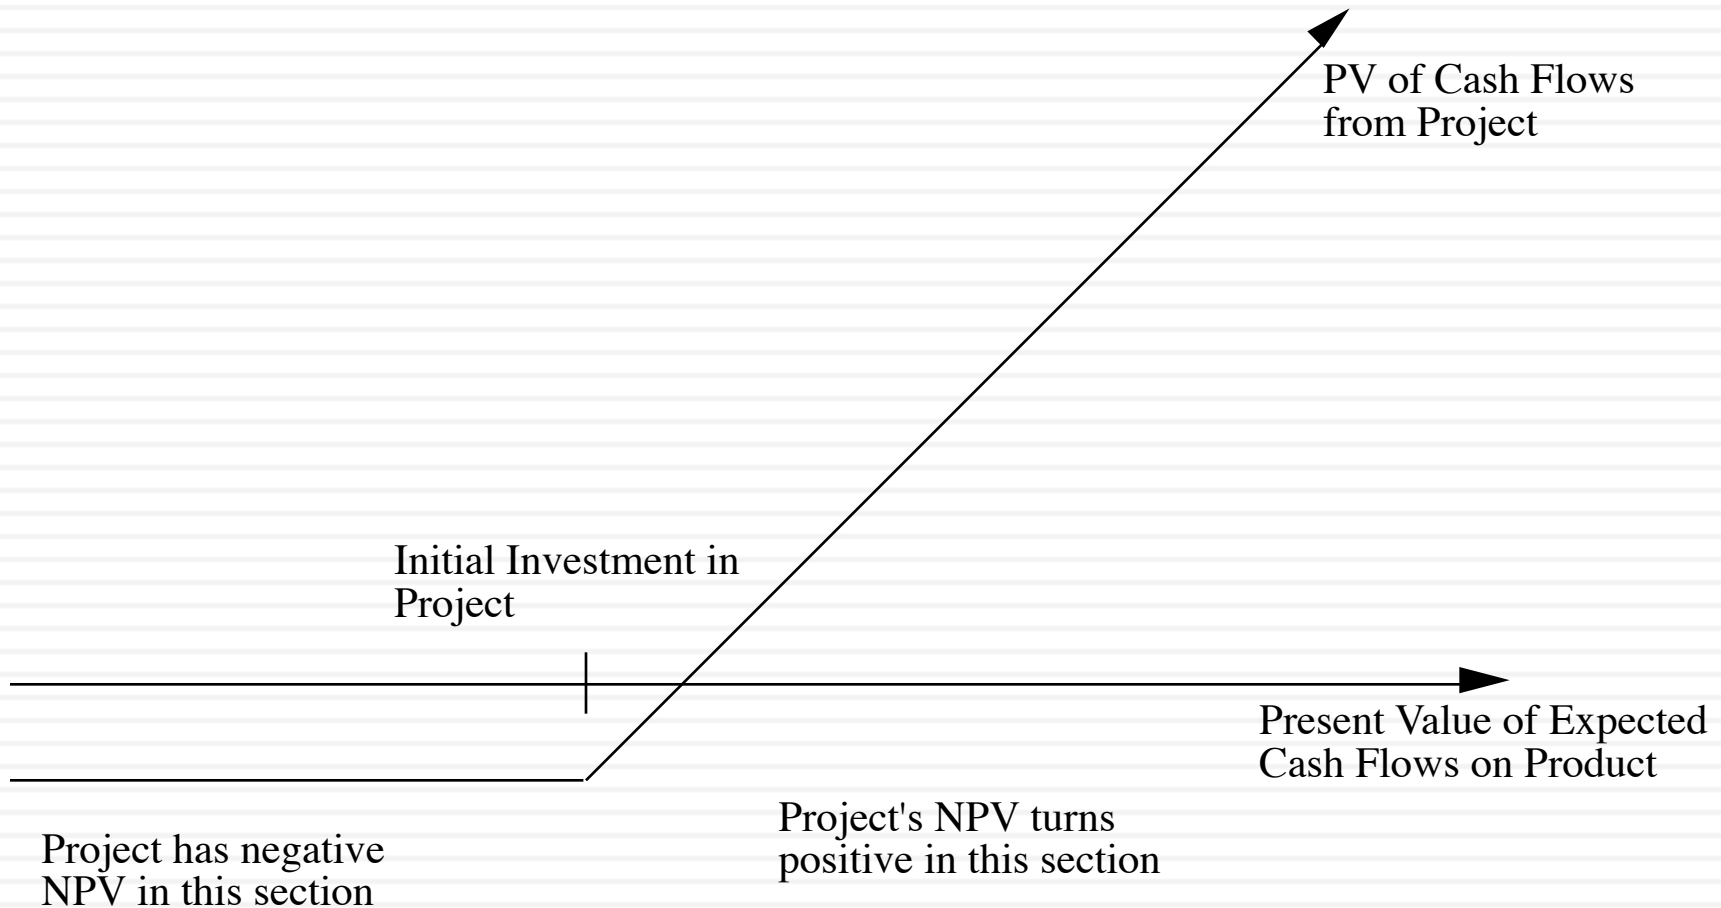 PV of Cash Flows
from Project
Initial Investment in
Project
Present Value of Expected
Cash Flows on Product
Project's NPV turns
positive in this section
Project has negative
NPV in this section